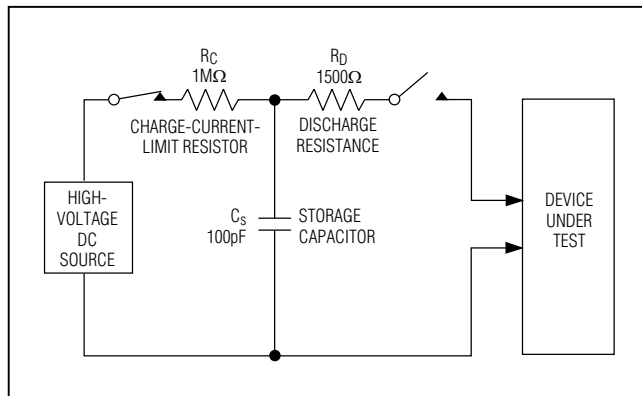 RC
1MΩ
CHARGE-CURRENT-
LIMIT RESISTOR
RD
1500Ω
DISCHARGE
RESISTANCE
HIGH-
VOLTAGE
DC
SOURCE
Cs
100pF
STORAGE
CAPACITOR
DEVICE
UNDER
TEST